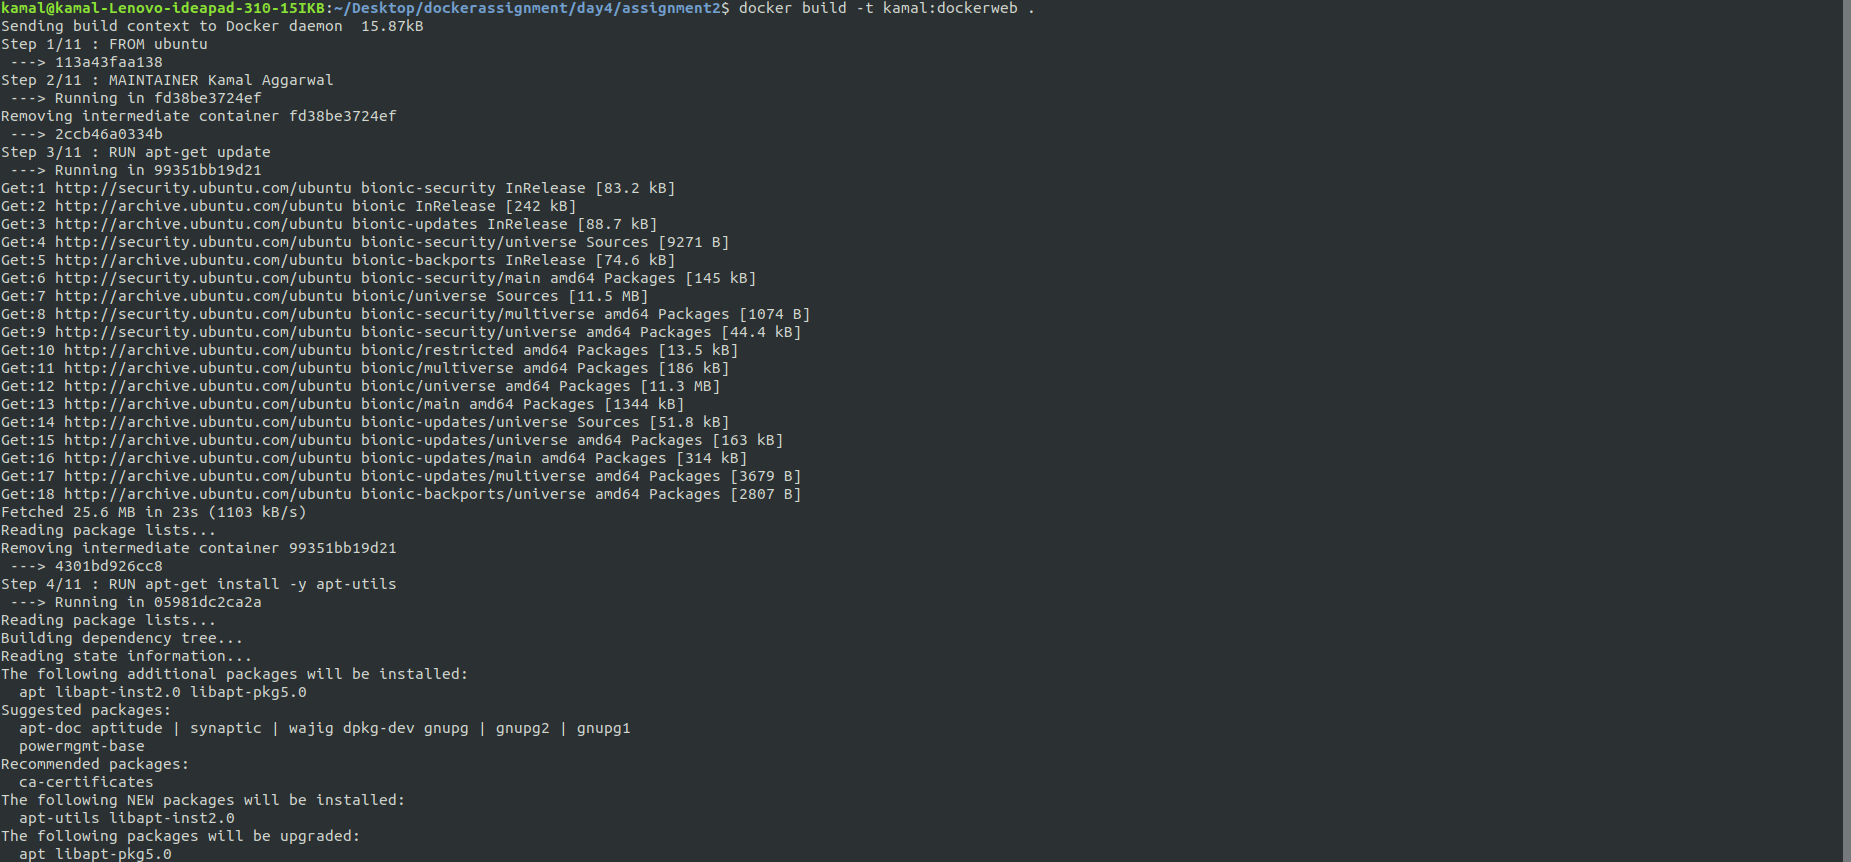 kamal@kamal-Lenovo-ideapad-310-15IKB:~/Desktop/dockerassignment/day4/assignment2$ docker build -t kamal:dockerweb .
Sending build context to Docker daemon  15.87kB
Step 1/11 : FROM ubuntu
 ---> 113a43faa138
Step 2/11 : MAINTAINER Kamal Aggarwal
 ---> Running in fd38be3724ef
Removing intermediate container fd38be3724ef
 ---> 2ccb46a0334b
Step 3/11 : RUN apt-get update
 ---> Running in 99351bb19d21
Get:1 http://security.ubuntu.com/ubuntu bionic-security InRelease [83.2 kB]
Get:2 http://archive.ubuntu.com/ubuntu bionic InRelease [242 kB]
Get:3 http://archive.ubuntu.com/ubuntu bionic-updates InRelease [88.7 kB]
Get:4 http://security.ubuntu.com/ubuntu bionic-security/universe Sources [9271 B]
Get:5 http://archive.ubuntu.com/ubuntu bionic-backports InRelease [74.6 kB]
Get:6 http://security.ubuntu.com/ubuntu bionic-security/main amd64 Packages [145 kB]
Get:7 http://archive.ubuntu.com/ubuntu bionic/universe Sources [11.5 MB]
Get:8 http://security.ubuntu.com/ubuntu bionic-security/multiverse amd64 Packages [1074 B]
Get:9 http://security.ubuntu.com/ubuntu bionic-security/universe amd64 Packages [44.4 kB]
Get:10 http://archive.ubuntu.com/ubuntu bionic/restricted amd64 Packages [13.5 kB]
Get:11 http://archive.ubuntu.com/ubuntu bionic/multiverse amd64 Packages [186 kB]
Get:12 http://archive.ubuntu.com/ubuntu bionic/universe amd64 Packages [11.3 MB]
Get:13 http://archive.ubuntu.com/ubuntu bionic/main amd64 Packages [1344 kB]
Get:14 http://archive.ubuntu.com/ubuntu bionic-updates/universe Sources [51.8 kB]
Get:15 http://archive.ubuntu.com/ubuntu bionic-updates/universe amd64 Packages [163 kB]
Get:16 http://archive.ubuntu.com/ubuntu bionic-updates/main amd64 Packages [314 kB]
Get:17 http://archive.ubuntu.com/ubuntu bionic-updates/multiverse amd64 Packages [3679 B]
Get:18 http://archive.ubuntu.com/ubuntu bionic-backports/universe amd64 Packages [2807 B]
Fetched 25.6 MB in 23s (1103 kB/s)
Reading package lists...
Removing intermediate container 99351bb19d21
 ---> 4301bd926cc8
Step 4/11 : RUN apt-get install -y apt-utils
 ---> Running in 05981dc2ca2a
Reading package lists...
Building dependency tree...
Reading state information...
The following additional packages will be installed:
  apt libapt-inst2.0 libapt-pkg5.0
Suggested packages:
  apt-doc aptitude | synaptic | wajig dpkg-dev gnupg | gnupg2 | gnupg1
  powermgmt-base
Recommended packages:
  ca-certificates
The following NEW packages will be installed:
  apt-utils libapt-inst2.0
The following packages will be upgraded:
  apt libapt-pkg5.0